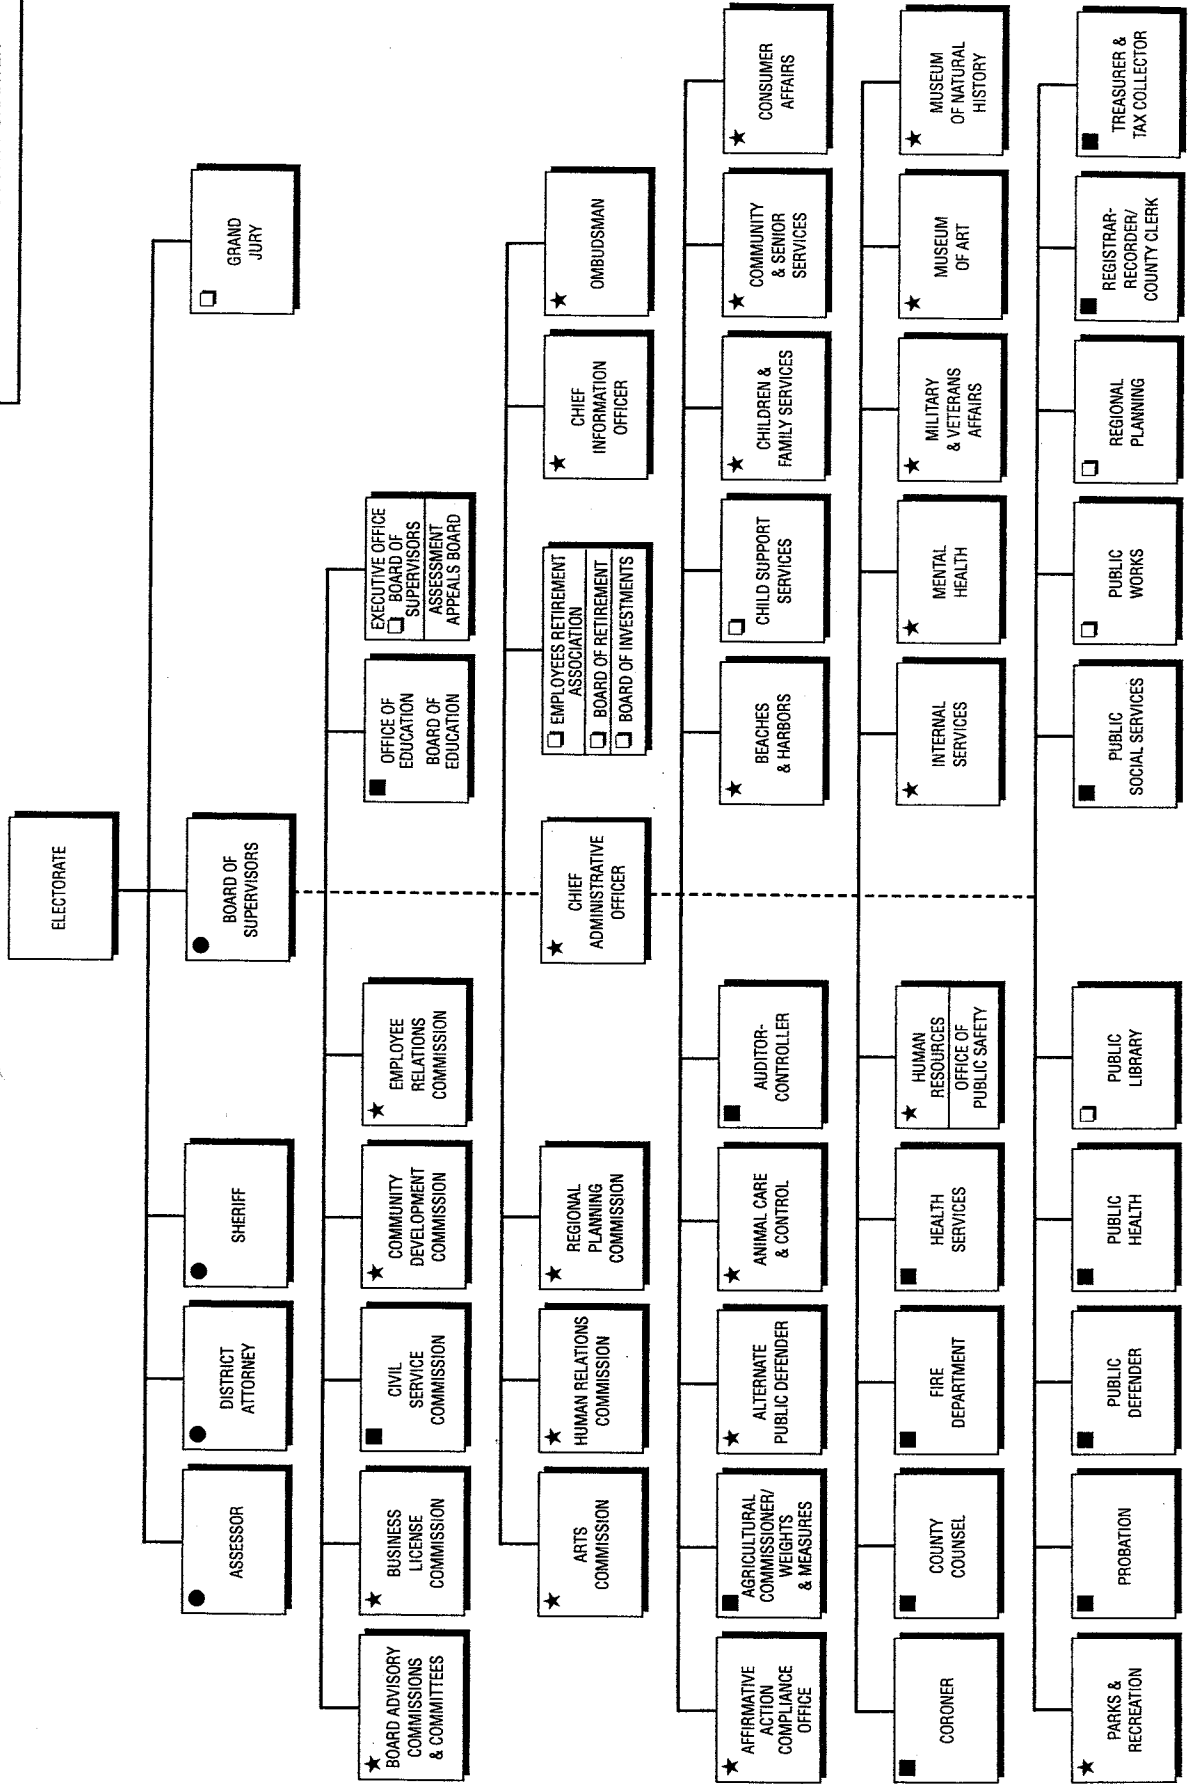 ELECTORATE
ASSESSOR
DISTRICT
ATTORNEY
SHERIFF
BOARD OF
SUPERVISORS
GRAND
JURY
BOARD ADVISORY
COMMISSIONS
& COMMITTEES
BUSINESS
LICENSE
COMMISSION
CIVIL
SERVICE
COMMISSION
COMMUNITY
DEVELOPMENT
COMMISSION
EMPLOYEE
RELATIONS
COMMISSION
OFFICE OF
EDUCATION
BOARD OF
EDUCATION
EXECUTIVE OFFICE
BOARD OF
SUPERVISORS
ASSESSMENT
APPEALS BOARD
ARTS
COMMISSION
HUMAN RELATIONS
COMMISSION
REGIONAL
PLANNING
COMMISSION
CHIEF
ADMINISTRATIVE
OFFICER
EMPLOYEES RETIREMENT
ASSOCIATION
BOARD OF RETIREMENT
BOARD OF INVESTMENTS
CHIEF
INFORMATION
OFFICER
OMBUDSMAN
AFFIRMATIVE
ACTION
COMPLIANCE
OFFICE
AGRICULTURAL
COMMISSIONER/
WEIGHTS
& MEASURES
ALTERNATE
PUBLIC DEFENDER
ANIMAL CARE
& CONTROL
AUDITOR-
CONTROLLER
BEACHES
& HARBORS
CHILD SUPPORT
SERVICES
CHILDREN &
FAMILY SERVICES
COMMUNITY
& SENIOR
SERVICES
CONSUMER
AFFAIRS
CORONER
COUNTY
COUNSEL
FIRE
DEPARTMENT
HEALTH
SERVICES
HUMAN
RESOURCES
OFFICE OF
PUBLIC SAFETY
INTERNAL
SERVICES
MENTAL
HEALTH
MILITARY
& VETERANS
AFFAIRS
MUSEUM
OF ART
MUSEUM
OF NATURAL
HISTORY
PARKS &
RECREATION
PROBATION
PUBLIC
DEFENDER
PUBLIC
HEALTH
PUBLIC
LIBRARY
PUBLIC
SOCIAL SERVICES
PUBLIC
WORKS
REGIONAL
PLANNING
REGISTRAR-
RECORDER/
COUNTY CLERK
TREASURER &
TAX COLLECTOR